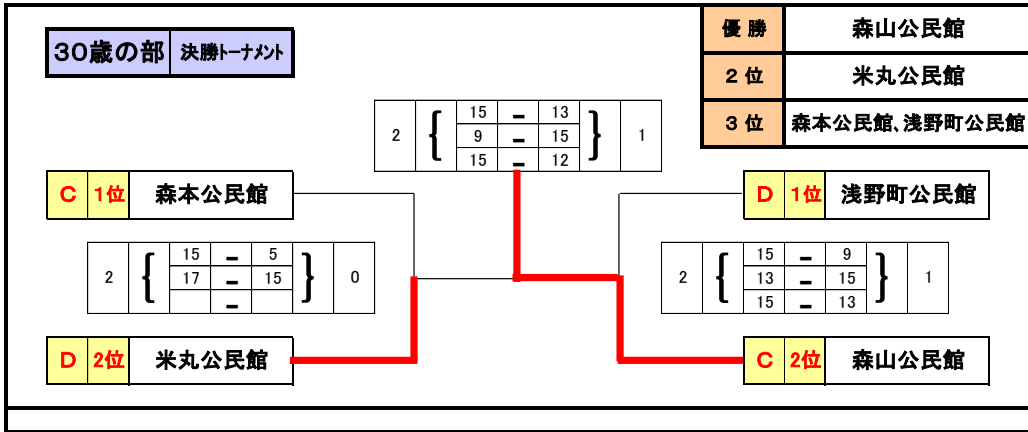 30歳の部 決勝トーナメント
優勝 森山公民館
2位 米丸公民館
3位 森本公民館、浅野町公民館
2 { 15 - 13 } 1
9 - 15
15 - 12
C 1位 森本公民館
D 1位 浅野町公民館
2 { 15 - 5 } 0
17 - 15
-
2 { 15 - 9 } 1
13 - 15
15 - 13
D 2位 米丸公民館
C 2位 森山公民館